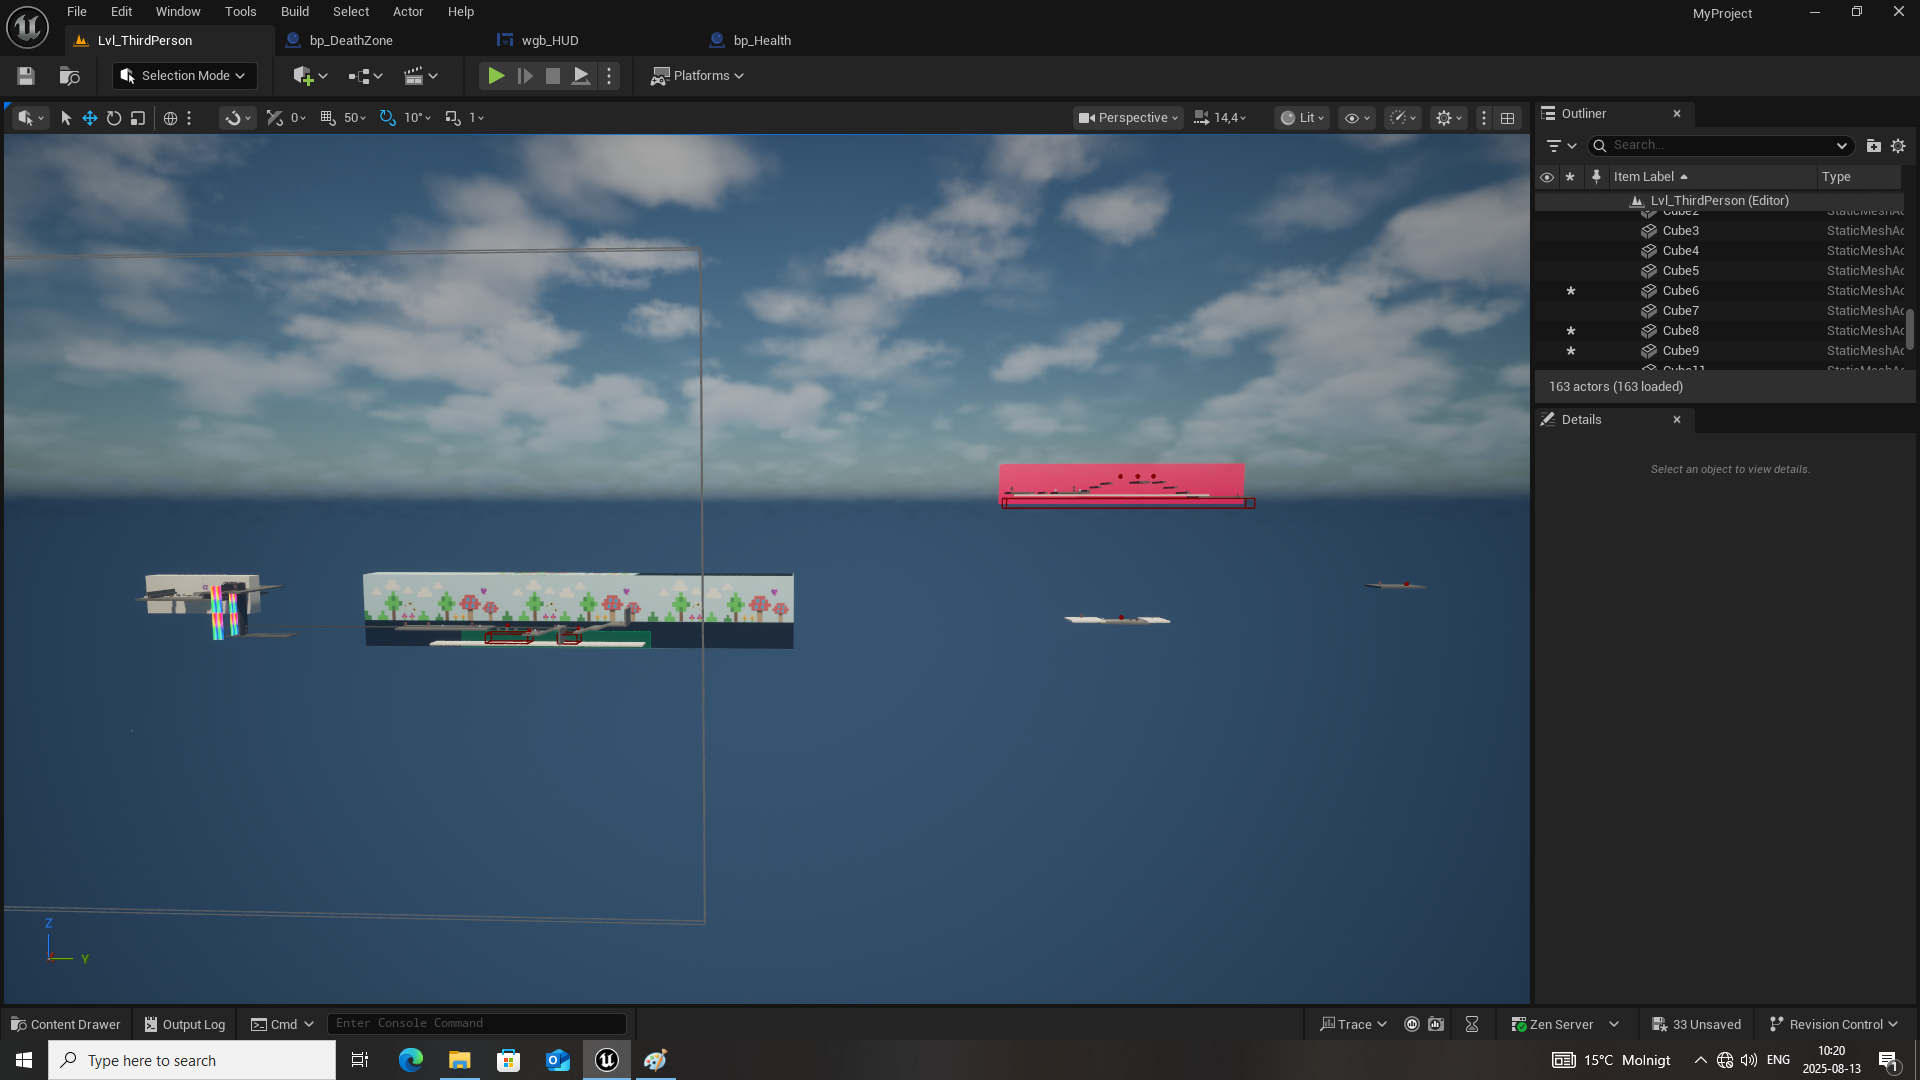 File Edit Window Tools Build Select Actor Help
MyProject
Lvl_ThirdPerson
bp_DeathZone
wgb_HUD
bp_Health
Selection Mode
Platforms
0
50
10°
1
Perspective
14,4
Lit
Outliner
Search...
Item Label
Type
Lvl_ThirdPerson (Editor)
Cube2 StaticMeshAc
Cube3 StaticMeshAc
Cube4 StaticMeshAc
Cube5 StaticMeshAc
Cube6 StaticMeshAc
Cube7 StaticMeshAc
Cube8 StaticMeshAc
Cube9 StaticMeshAc
Cube11
163 actors (163 loaded)
Details
Select an object to view details.
Z
Y
Content Drawer
Output Log
Cmd
Enter Console Command
Trace
Zen Server
33 Unsaved
Revision Control
Type here to search
15°C Molnigt
ENG
10:20
2025-08-13
1